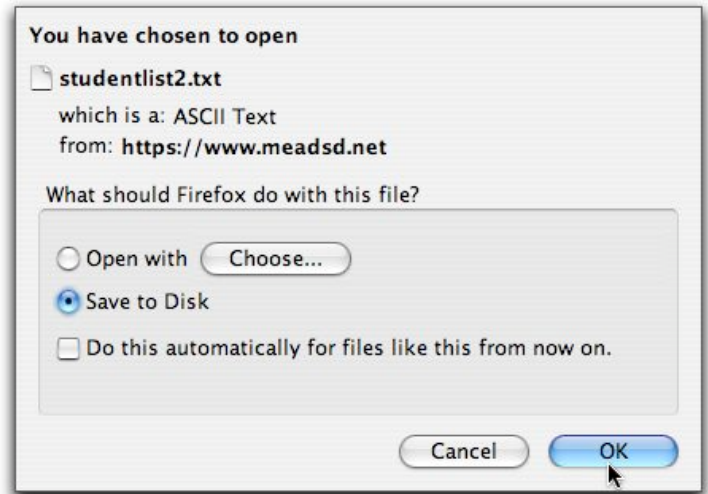 You have chosen to open
studentlist2.txt
which is a: ASCII Text
from: https://www.meadsd.net
What should Firefox do with this file?
Open with Choose...
Save to Disk
Do this automatically for files like this from now on.
Cancel OK